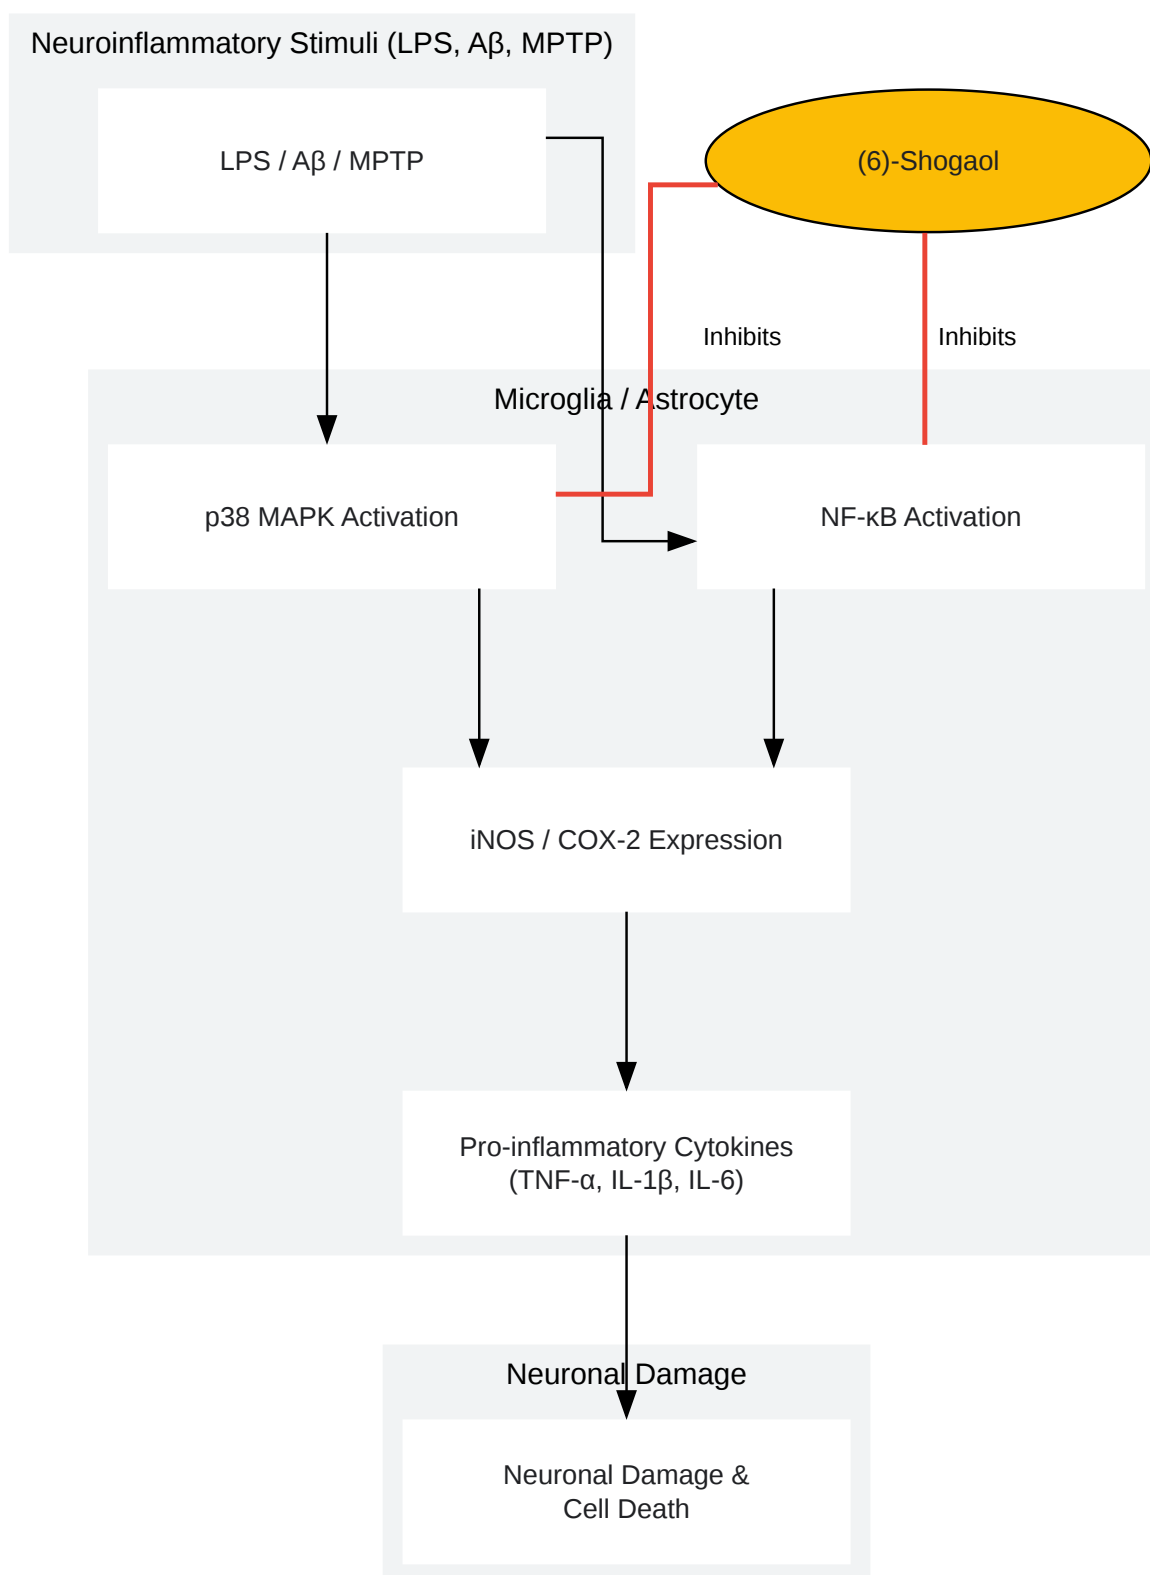 Neuroinflammatory Stimuli (LPS, Aβ, MPTP)
LPS / Aβ / MPTP
(6)-Shogaol
Inhibits
Inhibits
Microglia / Astrocyte
p38 MAPK Activation
NF-κB Activation
iNOS / COX-2 Expression
Pro-inflammatory Cytokines
(TNF-α, IL-1β, IL-6)
Neuronal Damage
Neuronal Damage &
Cell Death